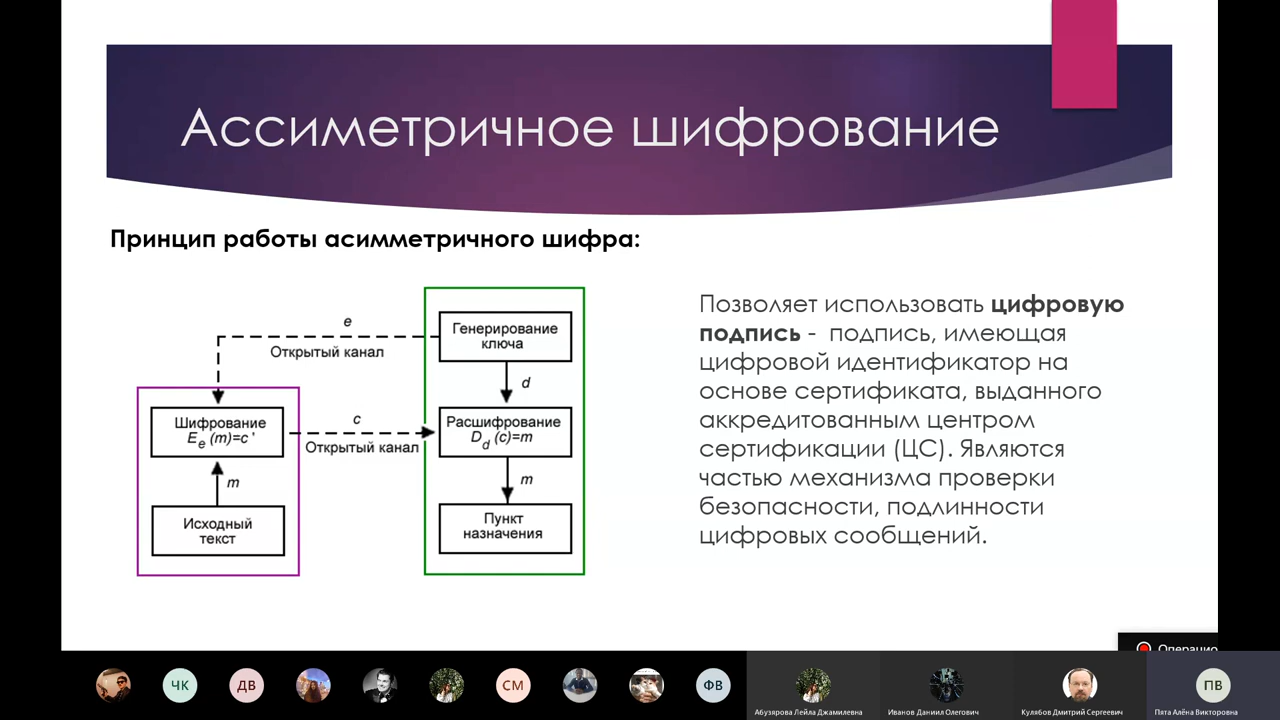 Ассиметричное шифрование
Принцип работы асимметричного шифра:
e
Открытый канал
Генерирование
ключа
d
Шифрование
Eₑ (m)=c '
c
Открытый канал
Расшифрование
D_d (c)=m
m
m
Исходный
текст
Пункт
назначения
Позволяет использовать цифровую
подпись - подпись, имеющая
цифровой идентификатор на
основе сертификата, выданного
аккредитованным центром
сертификации (ЦС). Являются
частью механизма проверки
безопасности, подлинности
цифровых сообщений.
Операцио
ЧК
ДВ
СМ
ФВ
ПВ
Абузярова Лейла Джамилевна
Иванов Даниил Олегович
Кулябов Дмитрий Сергеевич
Пята Алёна Викторовна